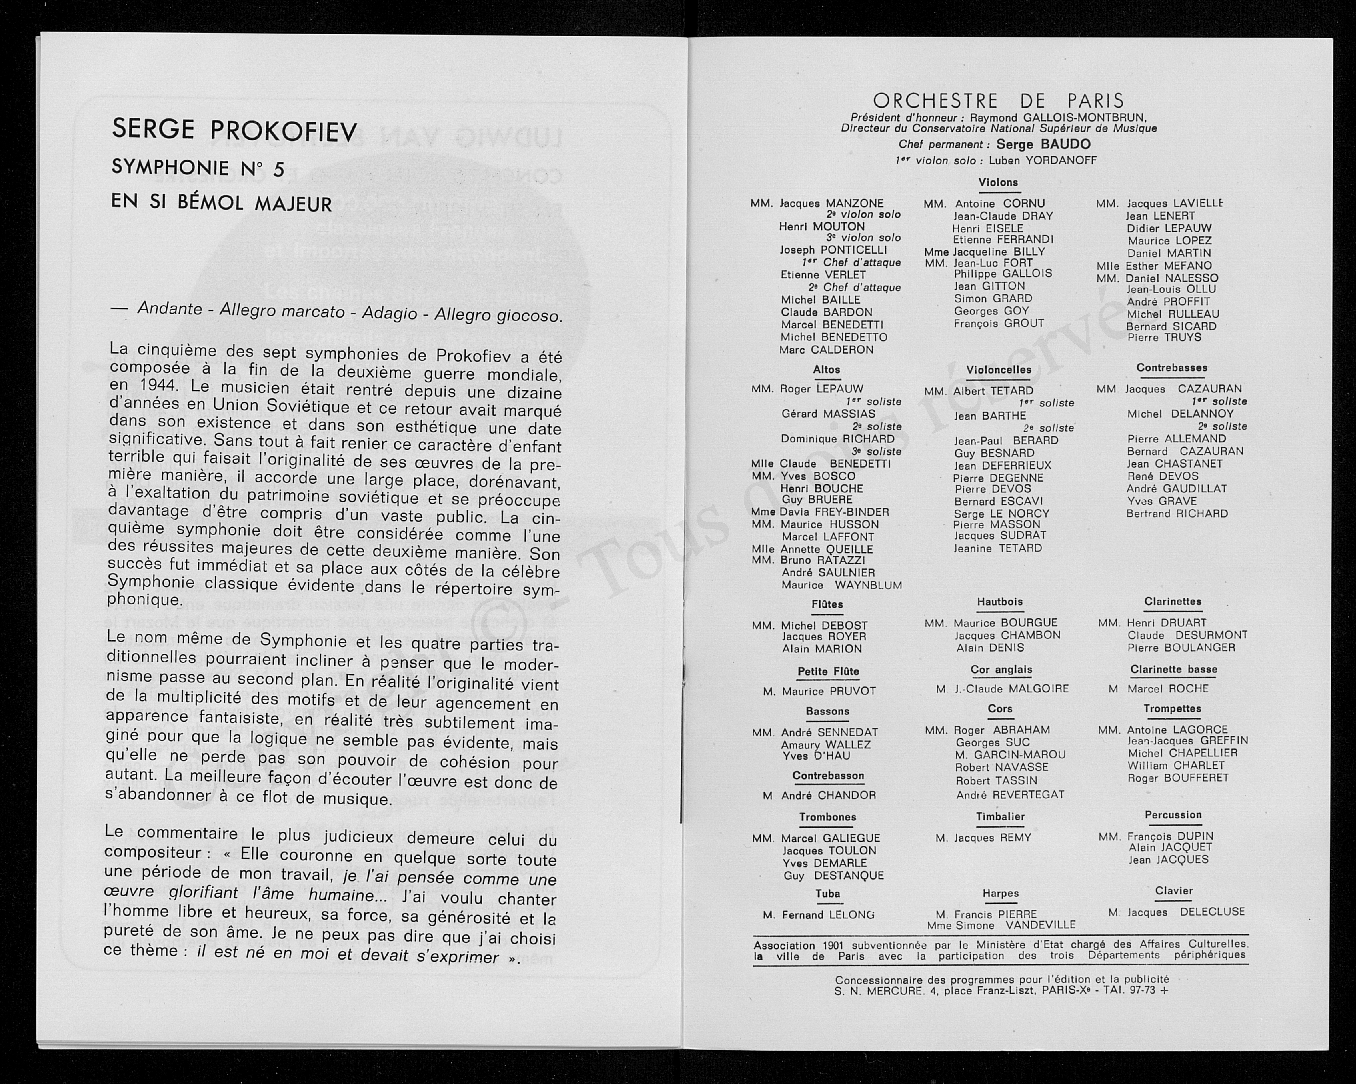 SERGE PROKOFIEV
SYMPHONIE N° 5
EN SI BÉMOL MAJEUR
— Andante - Allegro marcato - Adagio - Allegro giocoso.
La cinquième des sept symphonies de Prokofiev a été
composée à la fin de la deuxième guerre mondiale,
en 1944. Le musicien était rentré depuis une dizaine
d'années en Union Soviétique et ce retour avait marqué
dans son existence et dans son esthétique une date
significative. Sans tout à fait renier ce caractère d'enfant
terrible qui faisait l'originalité de ses œuvres de la pre-
mière manière, il accorde une large place, dorénavant,
à l'exaltation du patrimoine soviétique et se préoccupe
davantage d'être compris d'un vaste public. La cin-
quième symphonie doit être considérée comme l'une
des réussites majeures de cette deuxième manière. Son
succès fut immédiat et sa place aux côtés de la célèbre
Symphonie classique évidente dans le répertoire sym-
phonique.
Le nom même de Symphonie et les quatre parties tra-
ditionnelles pourraient incliner à penser que le moder-
nisme passe au second plan. En réalité l'originalité vient
de la multiplicité des motifs et de leur agencement en
apparence fantaisiste, en réalité très subtilement ima-
giné pour que la logique ne semble pas évidente, mais
qu'elle ne perde pas son pouvoir de cohésion pour
autant. La meilleure façon d'écouter l'œuvre est donc de
s'abandonner à ce flot de musique.
Le commentaire le plus judicieux demeure celui du
compositeur : « Elle couronne en quelque sorte toute
une période de mon travail, je l'ai pensée comme une
œuvre glorifiant l'âme humaine... J'ai voulu chanter
l'homme libre et heureux, sa force, sa générosité et la
pureté de son âme. Je ne peux pas dire que j'ai choisi
ce thème : il est né en moi et devait s'exprimer ».
ORCHESTRE DE PARIS
Président d'honneur : Raymond GALLOIS-MONTBRUN,
Directeur du Conservatoire National Supérieur de Musique
Chef permanent : Serge BAUDO
1er violon solo : Luben YORDANOFF
Violons
MM. Jacques MANZONE
2e violon solo
Henri MOUTON
3e violon solo
Joseph PONTICELLI
1er Chef d'attaque
Etienne VERLET
2e Chef d'attaque
Michel BAILLE
Claude BARDON
Marcel BENEDETTI
Michel BENEDETTO
Marc CALDERON
MM. Antoine CORNU
Jean-Claude DRAY
Henri EISELE
Etienne FERRANDI
Mme Jacqueline BILLY
MM. Jean-Luc FORT
Philippe GALLOIS
Jean GITTON
Simon GRARD
Georges GOY
François GROUT
MM. Jacques LAVIELLE
Jean LENERT
Didier LEPAUW
Maurice LOPEZ
Daniel MARTIN
Mlle Esther MEFANO
MM. Daniel NALESSO
Jean-Louis OLLU
André PROFFIT
Michel RULLEAU
Bernard SICARD
Pierre TRUYS
Altos
MM. Roger LEPAUW
1er soliste
Gérard MASSIAS
2e soliste
Dominique RICHARD
3e soliste
Mlle Claude BENEDETTI
MM. Yves BOSCO
Henri BOUCHE
Guy BRUERE
Mme Davia FREY-BINDER
MM. Maurice HUSSON
Marcel LAFFONT
Mlle Annette QUEILLE
MM. Bruno RATAZZI
André SAULNIER
Maurice WAYNBLUM
Violoncelles
MM. Albert TETARD
1er soliste
Jean BARTHE
2e soliste
Jean-Paul BERARD
Guy BESNARD
Jean DEFERRIEUX
Pierre DEGENNE
Pierre DEVOS
Bernard ESCAVI
Serge LE NORCY
Pierre MASSON
Jacques SUDRAT
Jeanine TETARD
Contrebasses
MM Jacques CAZAURAN
1er soliste
Michel DELANNOY
2e soliste
Pierre ALLEMAND
Bernard CAZAURAN
Jean CHASTANET
René DEVOS
André GAUDILLAT
Yves GRAVE
Bertrand RICHARD
Flûtes
MM. Michel DEBOST
Jacques ROYER
Alain MARION
Hautbois
MM. Maurice BOURGUE
Jacques CHAMBON
Alain DENIS
Clarinettes
MM. Henri DRUART
Claude DESURMONT
Pierre BOULANGER
Petite Flûte
M. Maurice PRUVOT
Cor anglais
M J.-Claude MALGOIRE
Clarinette basse
M Marcel ROCHE
Bassons
MM. André SENNEDAT
Amaury WALLEZ
Yves D'HAU
Cors
MM. Roger ABRAHAM
Georges SUC
M. GARCIN-MAROU
Robert NAVASSE
Robert TASSIN
André REVERTEGAT
Trompettes
MM. Antoine LAGORCE
Jean-Jacques GREFFIN
Michel CHAPELLIER
William CHARLET
Roger BOUFFERET
Contrebasson
M André CHANDOR
Trombones
MM. Marcel GALIEGUE
Jacques TOULON
Yves DEMARLE
Guy DESTANQUE
Timbalier
M. Jacques REMY
Percussion
MM. François DUPIN
Alain JACQUET
Jean JACQUES
Tuba
M. Fernand LELONG
Harpes
M. Francis PIERRE
Mme Simone VANDEVILLE
Clavier
M. Jacques DELECLUSE
Association 1901 subventionnée par le Ministère d'Etat chargé des Affaires Culturelles,
la ville de Paris avec la participation des trois Départements périphériques
Concessionnaire des programmes pour l'édition et la publicité
S. N. MERCURE, 4, place Franz-Liszt, PARIS-Xe - TAI. 97-73 +